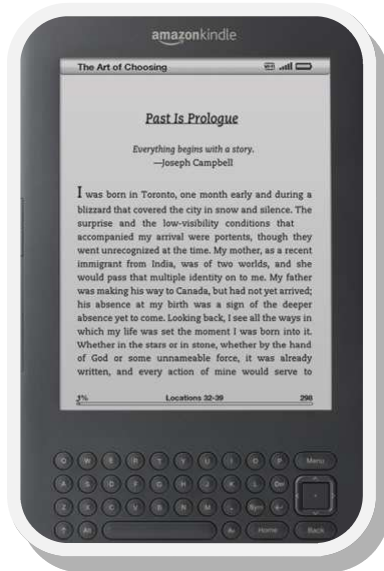 amazonkindle
The Art of Choosing
Past Is Prologue
Everything begins with a story.
—Joseph Campbell
I was born in Toronto, one month early and during a
blizzard that covered the city in snow and silence. The
surprise and the low-visibility conditions that
accompanied my arrival were portents, though they
went unrecognized at the time. My mother, as a recent
immigrant from India, was of two worlds, and she
would pass that multiple identity on to me. My father
was making his way to Canada, but had not yet arrived;
his absence at my birth was a sign of the deeper
absence yet to come. Looking back, I see all the ways in
which my life was set the moment I was born into it.
Whether in the stars or in stone, whether by the hand
of God or some unnameable force, it was already
written, and every action of mine would serve to
1% Locations 32-39 298
Q W E R T Y U I O P Menu
A S D F G H J K L Del
Z X C V B N M . Sym
Alt Aa Home Back